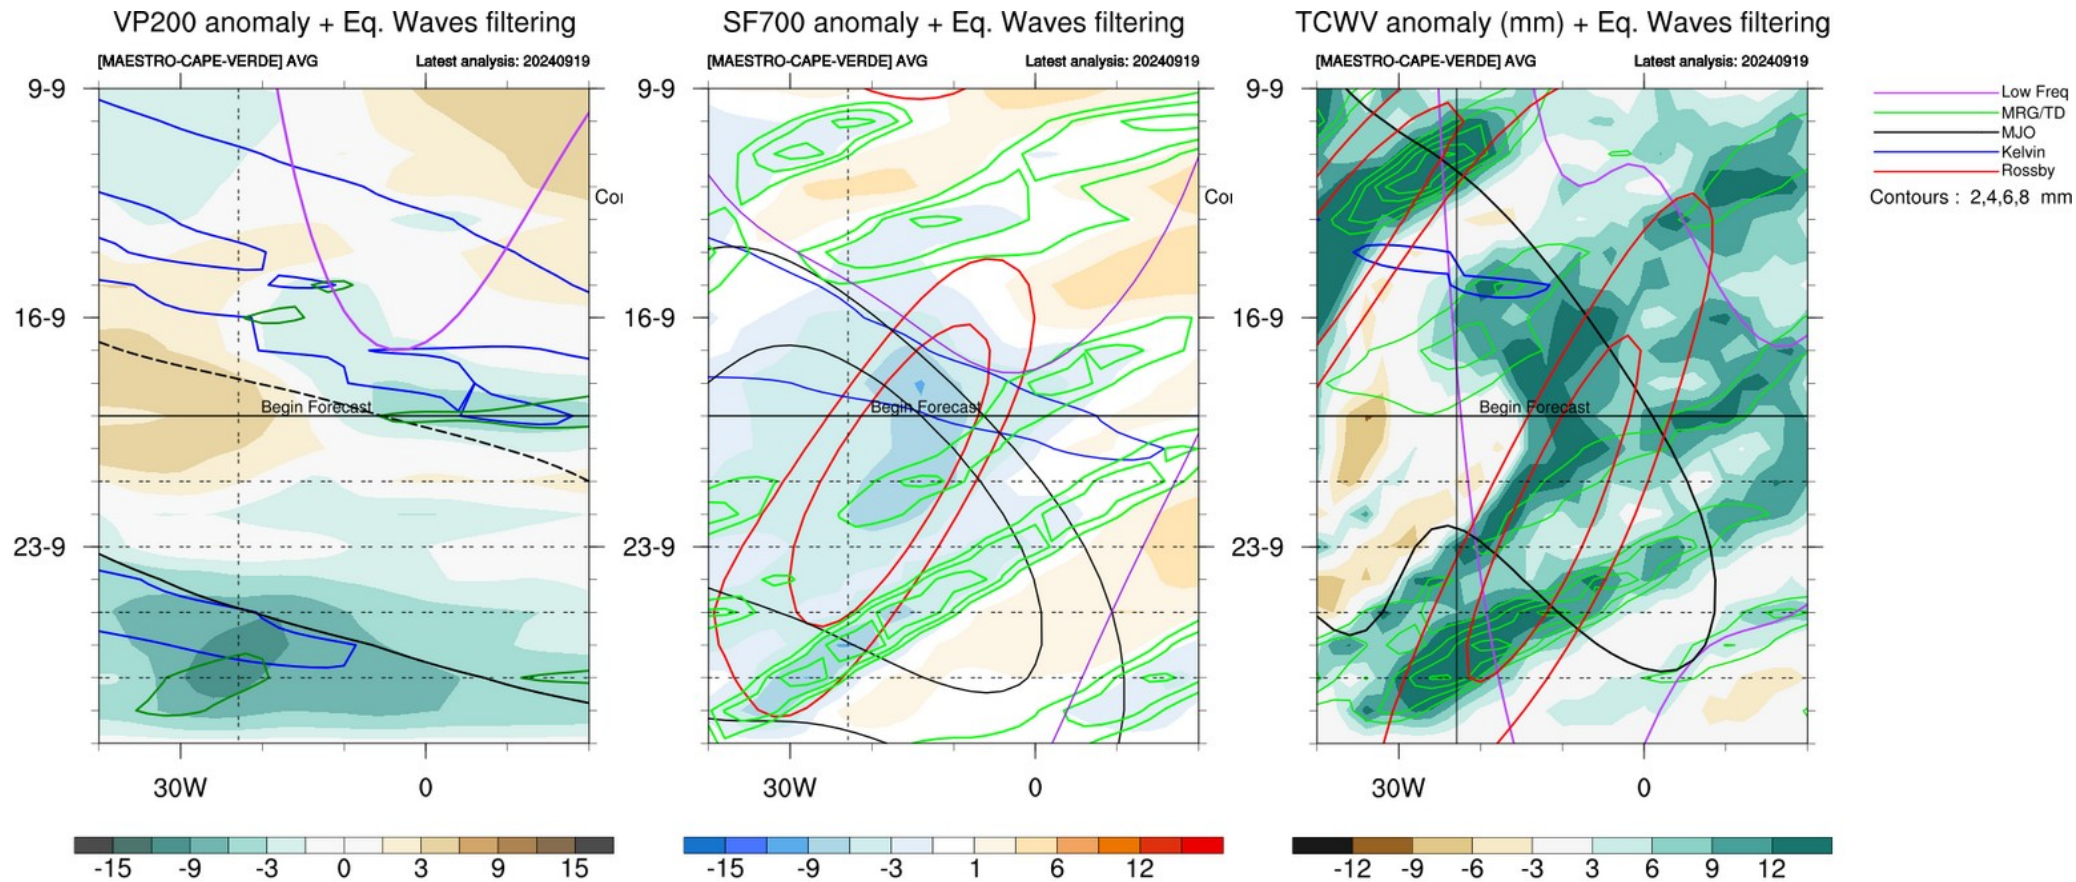 VP200 anomaly + Eq. Waves filtering
[MAESTRO-CAPE-VERDE] AVG
Latest analysis: 20240919
9-9
16-9
23-9
Begin Forecast
Coı
30W
0
-15
-9
-3
0
3
9
15
SF700 anomaly + Eq. Waves filtering
[MAESTRO-CAPE-VERDE] AVG
Latest analysis: 20240919
9-9
16-9
23-9
Begin Forecast
Coı
30W
0
-15
-9
-3
1
6
12
TCWV anomaly (mm) + Eq. Waves filtering
[MAESTRO-CAPE-VERDE] AVG
Latest analysis: 20240919
9-9
16-9
23-9
Begin Forecast
30W
0
-12
-9
-6
-3
3
6
9
12
Low Freq
MRG/TD
MJO
Kelvin
Rossby
Contours : 2,4,6,8 mm